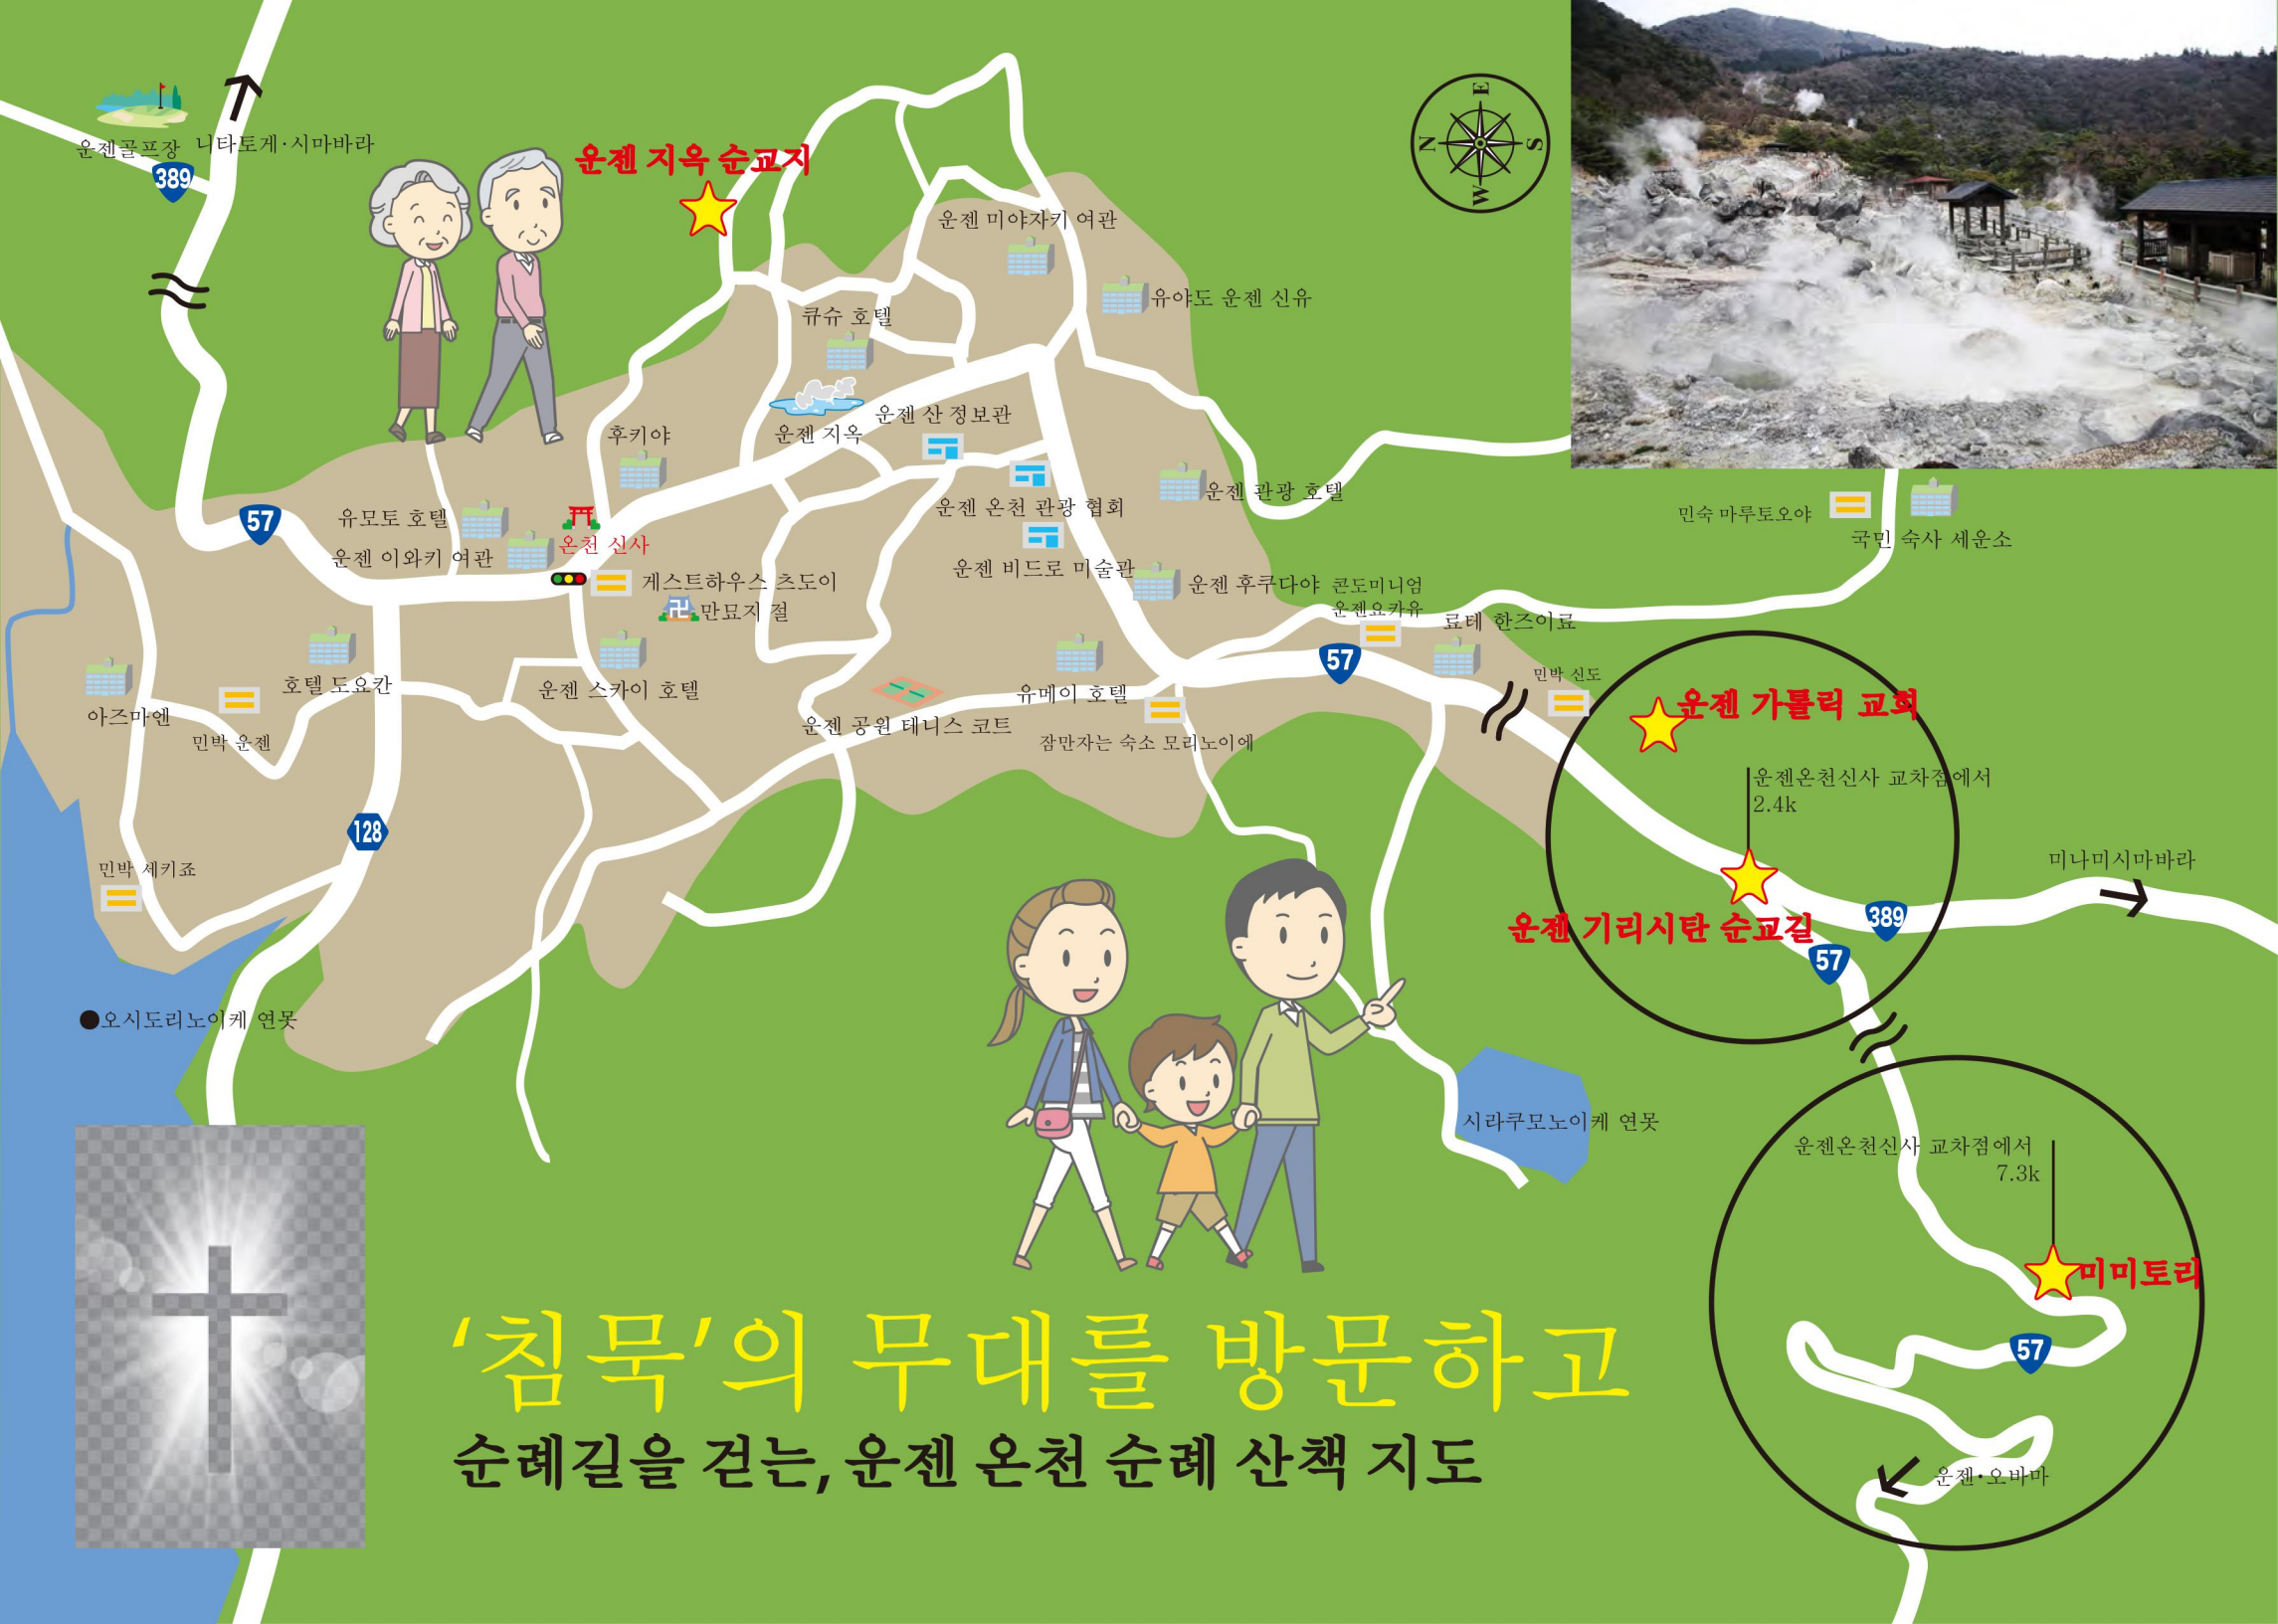 운젠골프장
니타토게·시마바라
389
운젠 지옥 순교지
E
N
S
W
운젠 미야자키 여관
유야도 운젠 신유
큐슈 호텔
운젠 산 정보관
후키야
운젠 지옥
57
유모토 호텔
운젠 온천 관광 협회
운젠 관광 호텔
민숙 마루토오야
국민 숙사 세운소
운젠 이와키 여관
온천 신사
게스트하우스 츠도이
만묘지 절
운젠 비드로 미술관
운젠 후쿠다야
콘도미니엄
운젠요카유
료테 한즈이료
57
민박 신도
호텔 도요칸
운젠 스카이 호텔
유메이 호텔
아즈마엔
민박 운젠
운젠 공원 테니스 코트
잠만자는 숙소 모리노이에
운젠 가톨릭 교회
운젠온천신사 교차점에서
2.4k
128
민박 세키죠
미나미시마바라
운젠 기리시탄 순교길
389
57
●오시도리노이케 연못
시라쿠모노이케 연못
운젠온천신사 교차점에서
7.3k
미미토리
57
운젠·오바마
‘침묵’의 무대를 방문하고
순례길을 걷는, 운젠 온천 순례 산책 지도